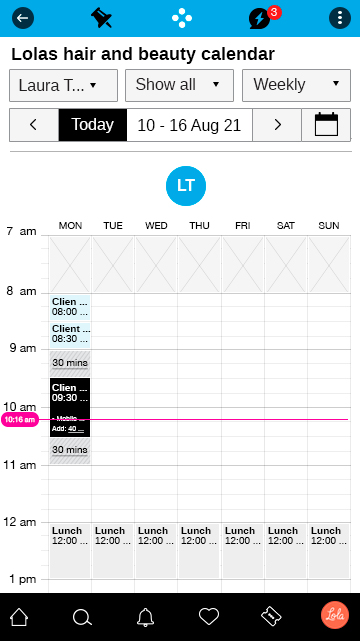 3
Lolas hair and beauty calendar
Laura T...
Show all
Weekly
Today
10 - 16 Aug 21
LT
MON TUE WED THU FRI SAT SUN
7 am
8 am
Clien ...
08:00 ...
Client ...
08:30 ...
9 am
30 mins
Clien ...
09:30 ...
10 am
- Mobile ...
10:16 am
Add: 40 ...
30 mins
11 am
12 am
Lunch Lunch Lunch Lunch Lunch Lunch Lunch
12:00 ... 12:00 ... 12:00 ... 12:00 ... 12:00 ... 12:00 ... 12:00 ...
1 pm
Lola